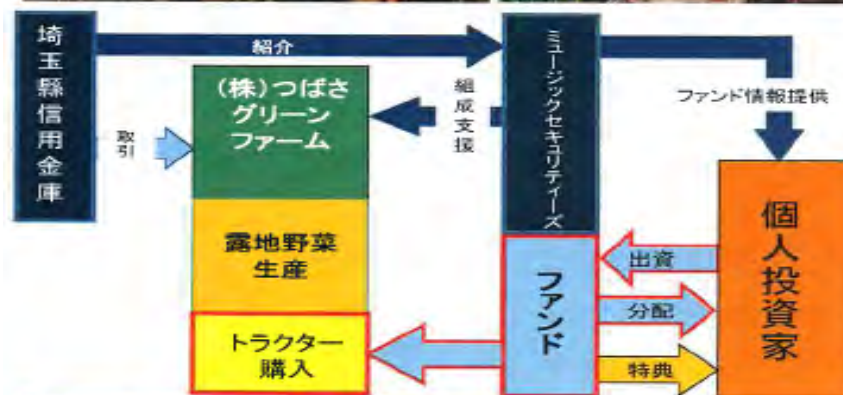 埼玉縣信用金庫
紹介
取引
(株)つばさ
グリーン
ファーム
露地野菜
生産
トラクター
購入
組成支援
ミュージックセキュリティーズ
ファンド
ファンド情報提供
出資
分配
特典
個人投資家